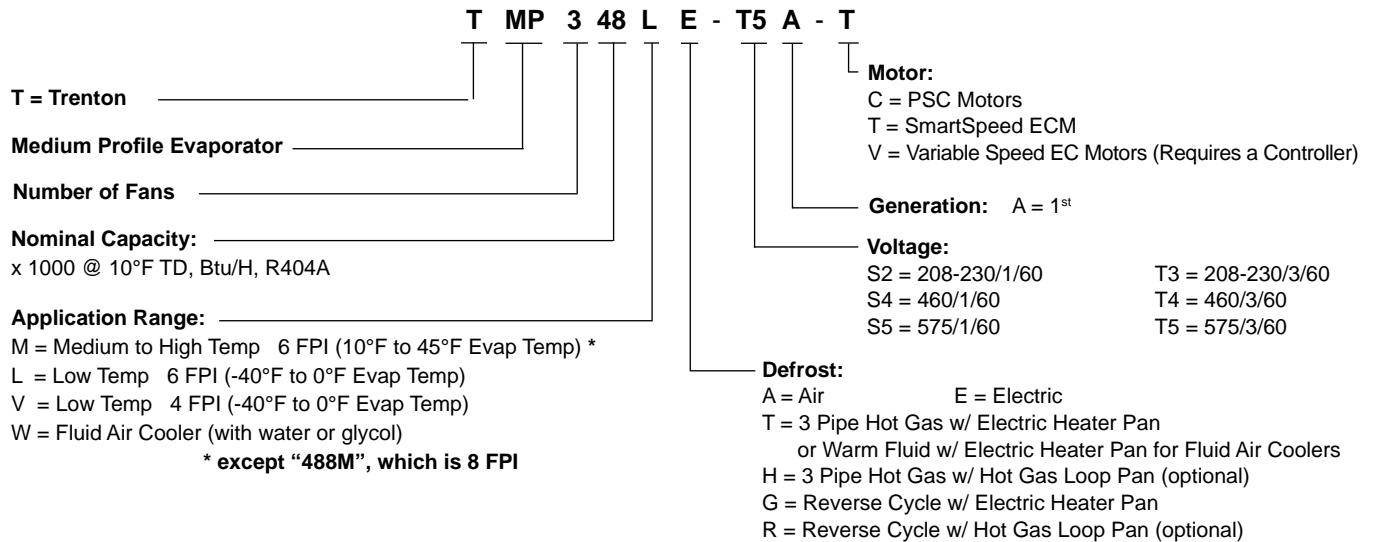 T MP 3 48 L E - T5 A - T
T = Trenton
Medium Profile Evaporator
Number of Fans
Nominal Capacity:
x 1000 @ 10°F TD, Btu/H, R404A
Application Range:
M = Medium to High Temp 6 FPI (10°F to 45°F Evap Temp) *
L = Low Temp 6 FPI (-40°F to 0°F Evap Temp)
V = Low Temp 4 FPI (-40°F to 0°F Evap Temp)
W = Fluid Air Cooler (with water or glycol)
* except “488M”, which is 8 FPI
Motor:
C = PSC Motors
T = SmartSpeed ECM
V = Variable Speed EC Motors (Requires a Controller)
Generation: A = 1st
Voltage:
S2 = 208-230/1/60 T3 = 208-230/3/60
S4 = 460/1/60 T4 = 460/3/60
S5 = 575/1/60 T5 = 575/3/60
Defrost:
A = Air E = Electric
T = 3 Pipe Hot Gas w/ Electric Heater Pan
or Warm Fluid w/ Electric Heater Pan for Fluid Air Coolers
H = 3 Pipe Hot Gas w/ Hot Gas Loop Pan (optional)
G = Reverse Cycle w/ Electric Heater Pan
R = Reverse Cycle w/ Hot Gas Loop Pan (optional)